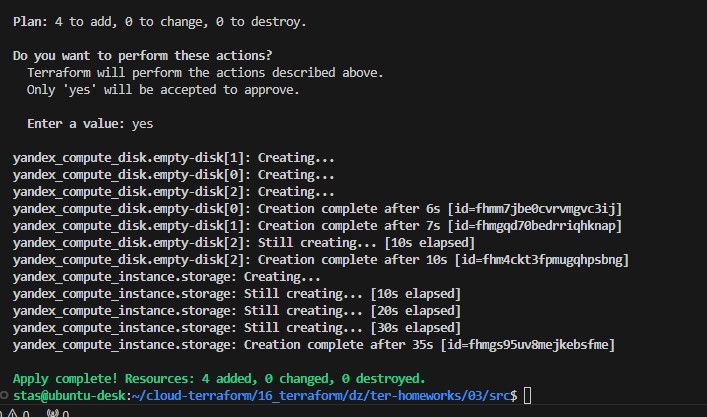 Plan: 4 to add, 0 to change, 0 to destroy.
Do you want to perform these actions?
Terraform will perform the actions described above.
Only 'yes' will be accepted to approve.
Enter a value: yes
yandex_compute_disk.empty-disk[1]: Creating...
yandex_compute_disk.empty-disk[0]: Creating...
yandex_compute_disk.empty-disk[2]: Creating...
yandex_compute_disk.empty-disk[0]: Creation complete after 6s [id=fhmm7jbe0cvrvmgvc3ij]
yandex_compute_disk.empty-disk[1]: Creation complete after 7s [id=fhmgqd70bedrriqhknap]
yandex_compute_disk.empty-disk[2]: Still creating... [10s elapsed]
yandex_compute_disk.empty-disk[2]: Creation complete after 10s [id=fhm4ckt3fpmugqhpsbng]
yandex_compute_instance.storage: Creating...
yandex_compute_instance.storage: Still creating... [10s elapsed]
yandex_compute_instance.storage: Still creating... [20s elapsed]
yandex_compute_instance.storage: Still creating... [30s elapsed]
yandex_compute_instance.storage: Creation complete after 35s [id=fhmgs95uv8mejkebsfme]
Apply complete! Resources: 4 added, 0 changed, 0 destroyed.
stas@ubuntu-desk:~/cloud-terraform/16_terraform/dz/ter-homeworks/03/src$
0 0